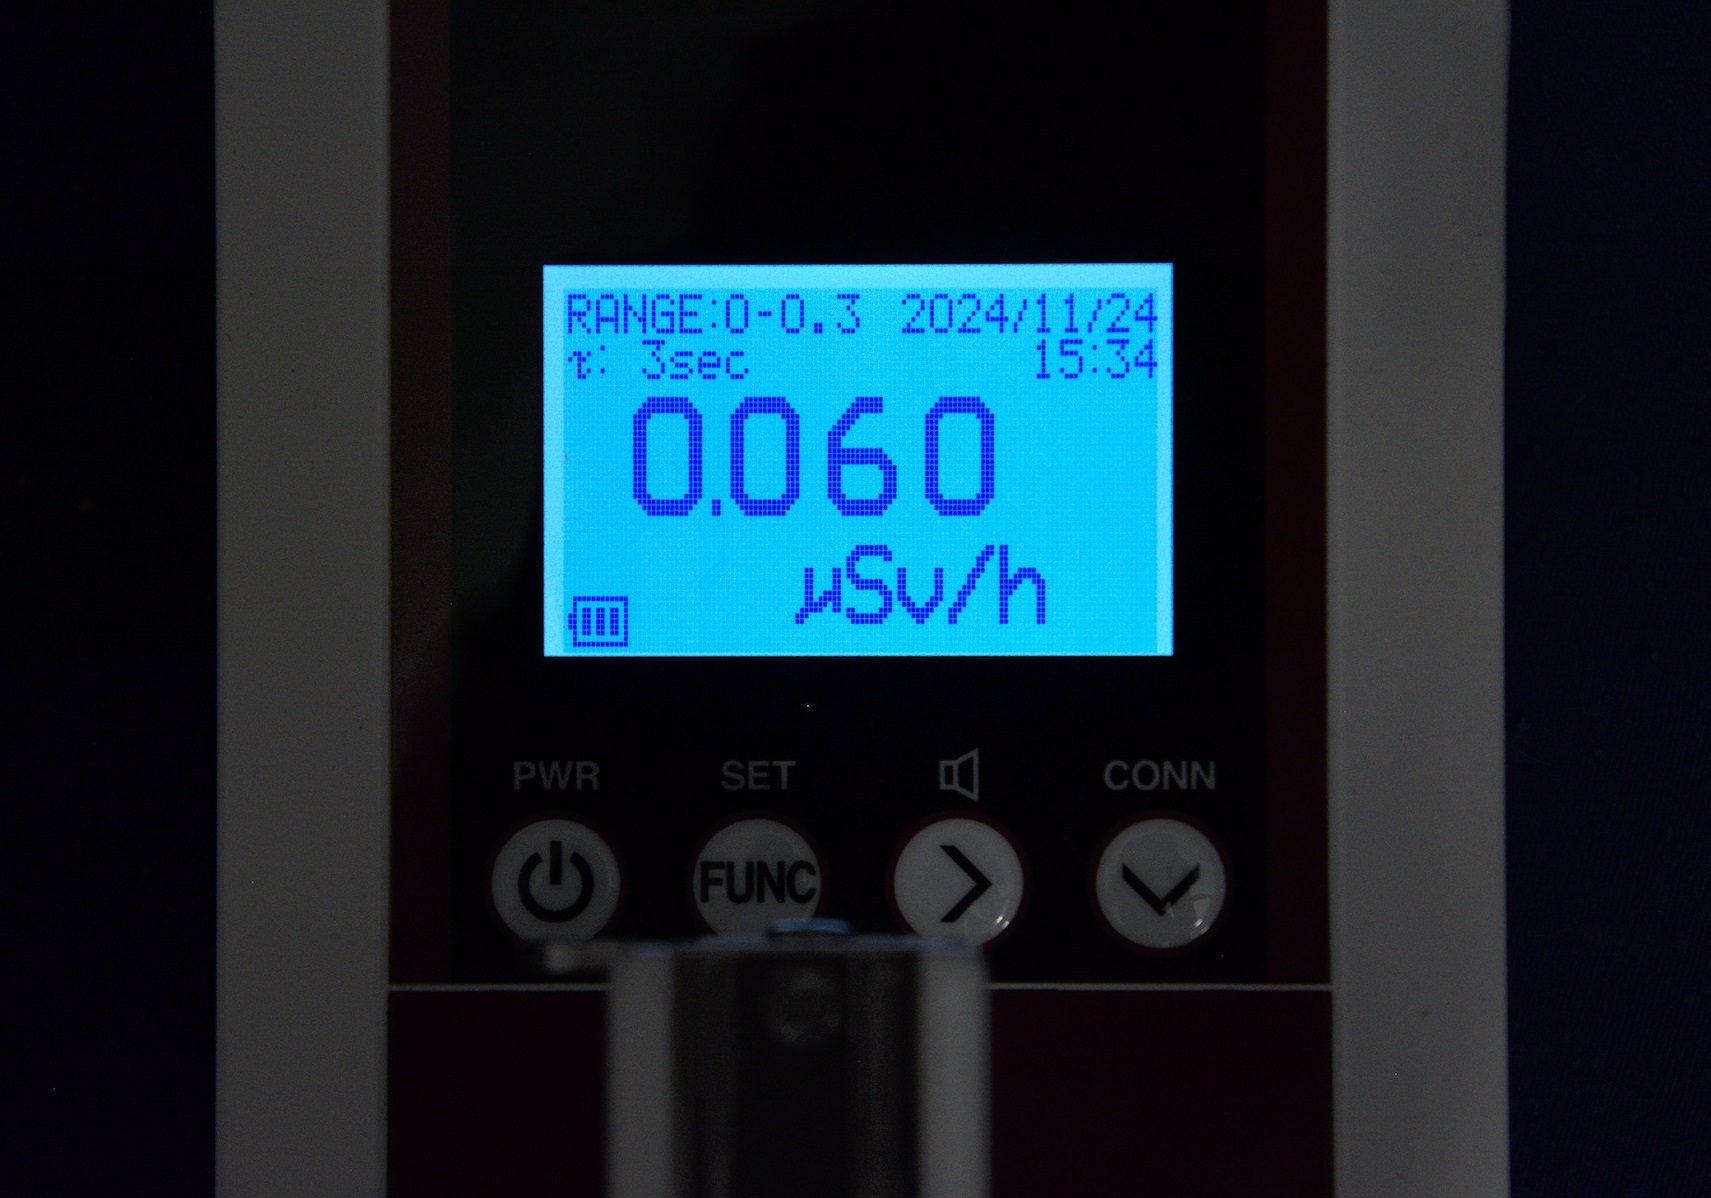 RANGE:0-0.3 2024/11/24
τ: 3sec 15:34
0.060
μSv/h
PWR SET CONN
FUNC